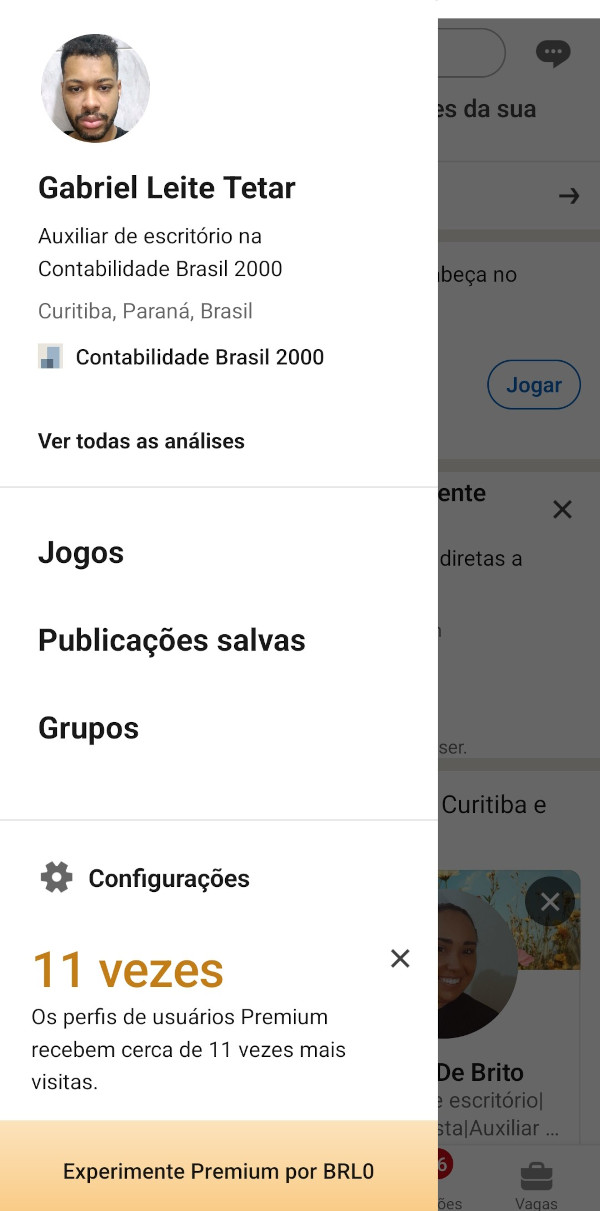 Gabriel Leite Tetar
Auxiliar de escritório na
Contabilidade Brasil 2000
Curitiba, Paraná, Brasil
Contabilidade Brasil 2000
Ver todas as análises
Jogos
Publicações salvas
Grupos
Configurações
11 vezes
Os perfis de usuários Premium
recebem cerca de 11 vezes mais
visitas.
Experimente Premium por BRL0
es da sua
beça no
Jogar
ente
diretas a
ser.
Curitiba e
De Brito
e escritório|
sta|Auxiliar ...
6
ões
Vagas